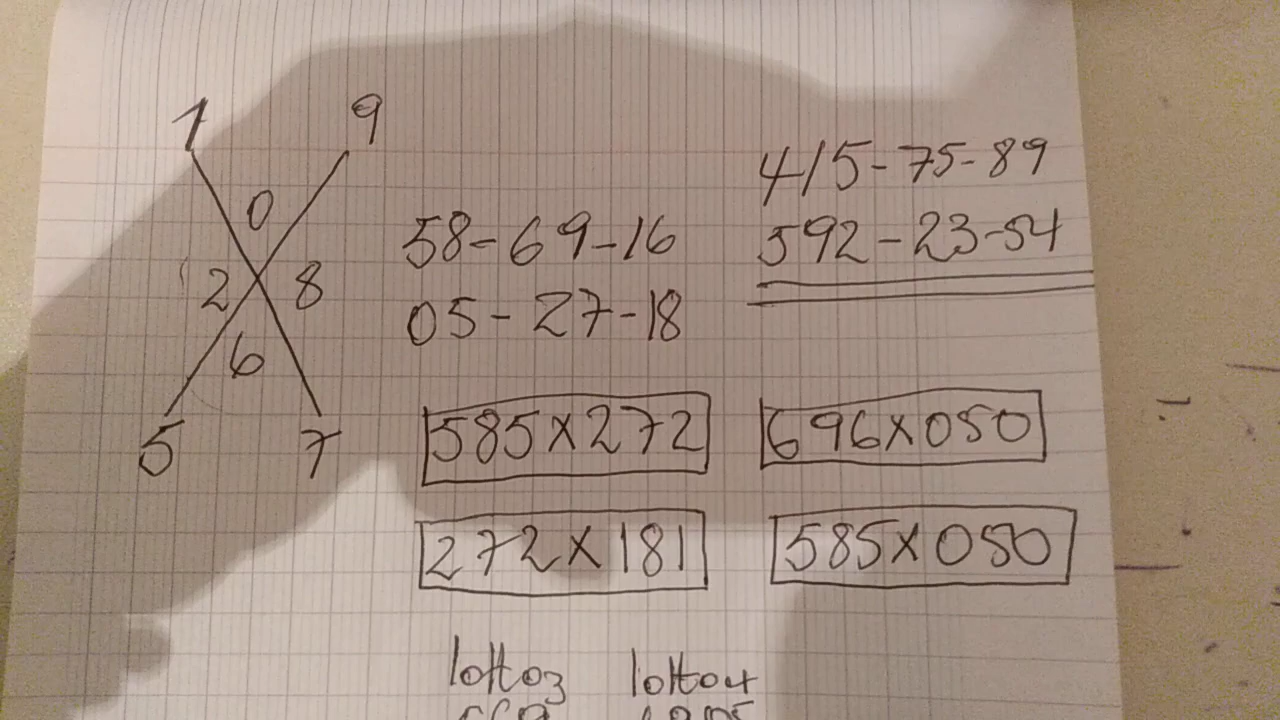 1 9
0
2 8
6
5 7
58-69-16
05-27-18
415-75-89
592-23-54
585x272
696x050
272x181
585x050
lotto3 lotto4